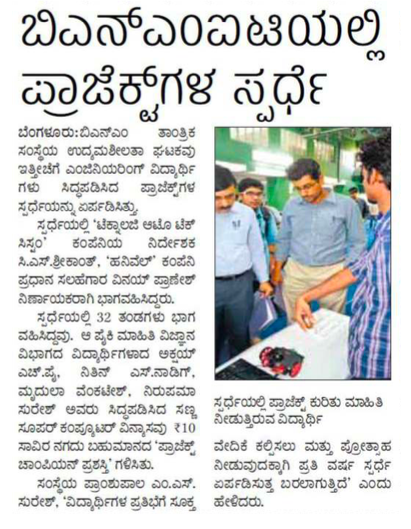 ಬಿಎನ್‌ಎಂಐಟಿಯಲ್ಲಿ
ಪ್ರಾಜೆಕ್ಟ್‌ಗಳ ಸ್ಪರ್ಧೆ
ಬೆಂಗಳೂರು:ಬಿಎನ್‌ಎಂ ತಾಂತ್ರಿಕ
ಸಂಸ್ಥೆಯ ಉದ್ಯಮಶೀಲತಾ ಘಟಕವು
ಇತ್ತೀಚೆಗೆ ಎಂಜಿನಿಯರಿಂಗ್ ವಿದ್ಯಾರ್ಥಿ
ಗಳು ಸಿದ್ಧಪಡಿಸಿದ ಪ್ರಾಜೆಕ್ಟ್‌ಗಳ
ಸ್ಪರ್ಧೆಯನ್ನು ಏರ್ಪಡಿಸಿತ್ತು.
ಸ್ಪರ್ಧೆಯಲ್ಲಿ 'ಟೆಕ್ನಾಲಜಿ ಆಟೊ ಟೆಕ್
ಸಿಸ್ಟಂ' ಕಂಪೆನಿಯ ನಿರ್ದೇಶಕ
ಸಿ.ಎಸ್.ಶ್ರೀಕಾಂತ್, 'ಹನಿವೆಲ್' ಕಂಪೆನಿ
ಪ್ರಧಾನ ಸಲಹೆಗಾರ ವಿನಯ್ ಪ್ರಾಣೇಶ್
ನಿರ್ಣಾಯಕರಾಗಿ ಭಾಗವಹಿಸಿದ್ದರು.
ಸ್ಪರ್ಧೆಯಲ್ಲಿ 32 ತಂಡಗಳು ಭಾಗ
ವಹಿಸಿದ್ದವು. ಆ ಪೈಕಿ ಮಾಹಿತಿ ವಿಜ್ಞಾನ
ವಿಭಾಗದ ವಿದ್ಯಾರ್ಥಿಗಳಾದ ಅಕ್ಷಯ್
ಎಚ್.ಪೈ, ನಿತಿನ್ ಎಸ್.ನಾಡಿಗ್,
ಮೃದುಲಾ ವೆಂಕಟೇಶ್, ನಿರುಪಮಾ
ಸುರೇಶ್ ಅವರು ಸಿದ್ಧಪಡಿಸಿದ ಸಣ್ಣ
ಸೂಪರ್ ಕಂಪ್ಯೂಟರ್ ವಿನ್ಯಾಸವು ₹10
ಸಾವಿರ ನಗದು ಬಹುಮಾನದ 'ಪ್ರಾಜೆಕ್ಟ್
ಚಾಂಪಿಯನ್ ಪ್ರಶಸ್ತಿ' ಗಳಿಸಿತು.
ಸಂಸ್ಥೆಯ ಪ್ರಾಂಶುಪಾಲ ಎಂ.ಎಸ್.
ಸುರೇಶ್, 'ವಿದ್ಯಾರ್ಥಿಗಳ ಪ್ರತಿಭೆಗೆ ಸೂಕ್ತ
ಸ್ಪರ್ಧೆಯಲ್ಲಿ ಪ್ರಾಜೆಕ್ಟ್ ಕುರಿತು ಮಾಹಿತಿ
ನೀಡುತ್ತಿರುವ ವಿದ್ಯಾರ್ಥಿ
ವೇದಿಕೆ ಕಲ್ಪಿಸಲು ಮತ್ತು ಪ್ರೋತ್ಸಾಹ
ನೀಡುವುದಕ್ಕಾಗಿ ಪ್ರತಿ ವರ್ಷ ಸ್ಪರ್ಧೆ
ಏರ್ಪಡಿಸುತ್ತ ಬರಲಾಗುತ್ತಿದೆ' ಎಂದು
ಹೇಳಿದರು.